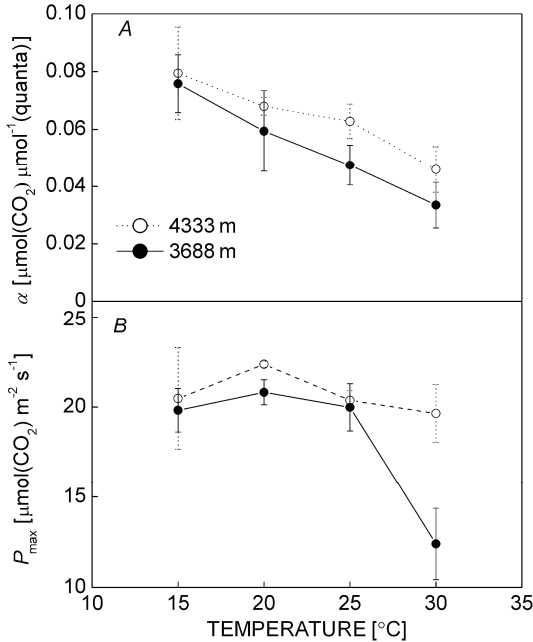 0.10
A
0.08
0.06
0.04
0.02
0
α [μmol(CO₂) μmol⁻¹(quanta)]
4333 m
3688 m
25
B
20
15
10
Pmax [μmol(CO₂) m⁻² s⁻¹]
10 15 20 25 30 35
TEMPERATURE [°C]